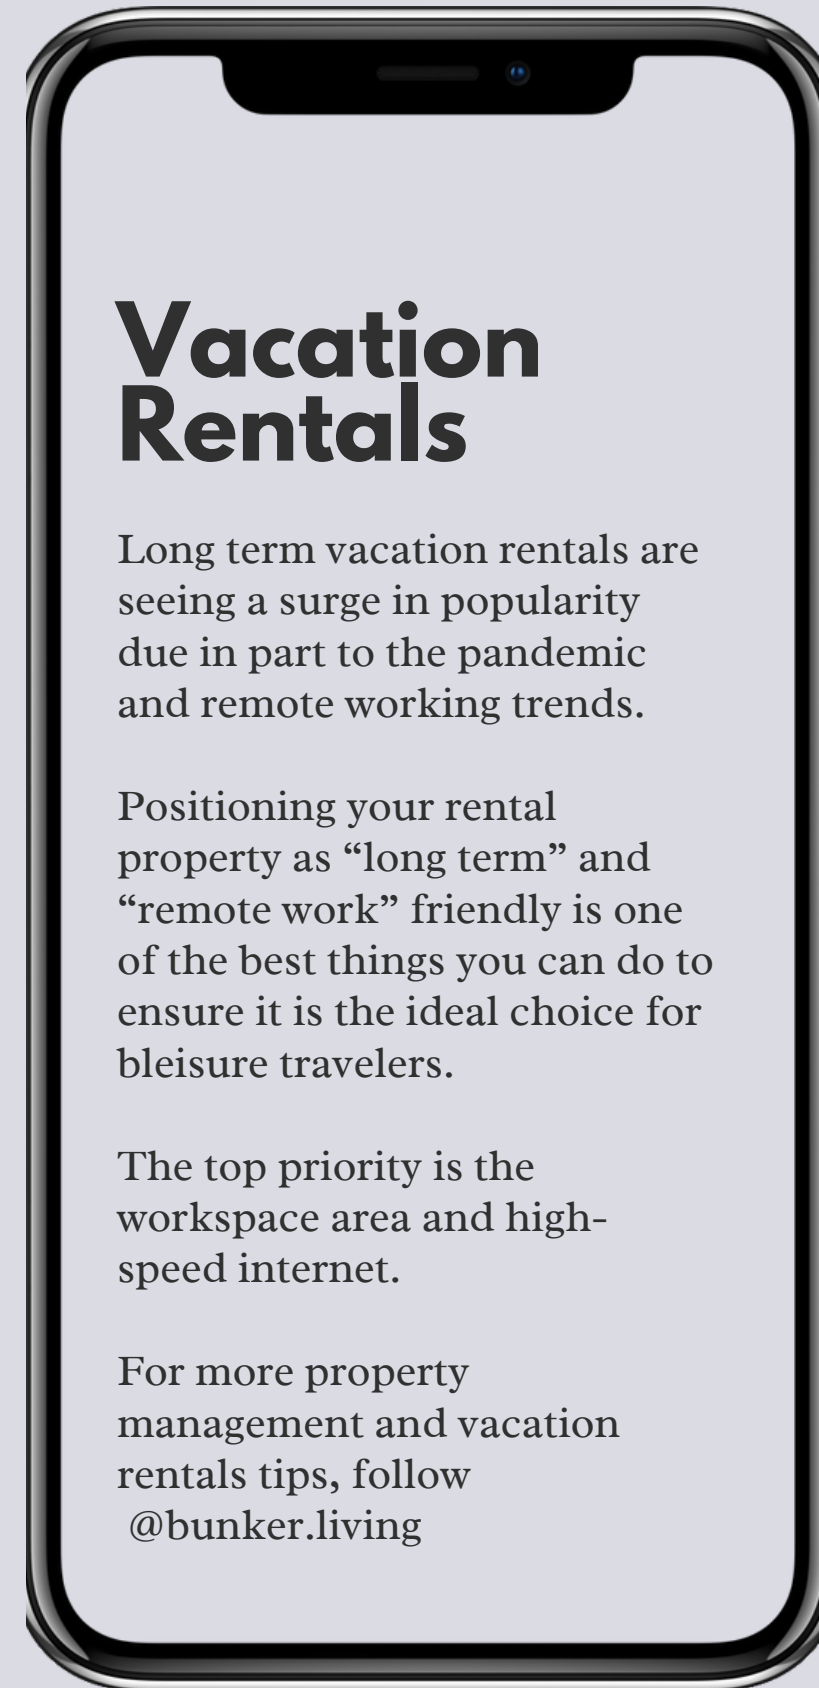 Vacation
Rentals
Long term vacation rentals are
seeing a surge in popularity
due in part to the pandemic
and remote working trends.
Positioning your rental
property as “long term” and
“remote work” friendly is one
of the best things you can do to
ensure it is the ideal choice for
bleisure travelers.
The top priority is the
workspace area and high-
speed internet.
For more property
management and vacation
rentals tips, follow
@bunker.living